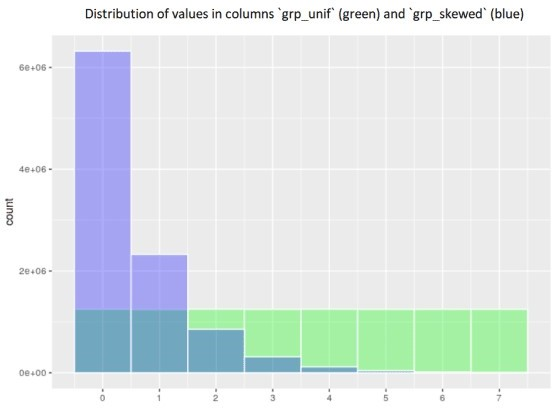 Distribution of values in columns `grp_unif` (green) and `grp_skewed` (blue)
6e+06
4e+06
count
2e+06
0e+00
0 1 2 3 4 5 6 7